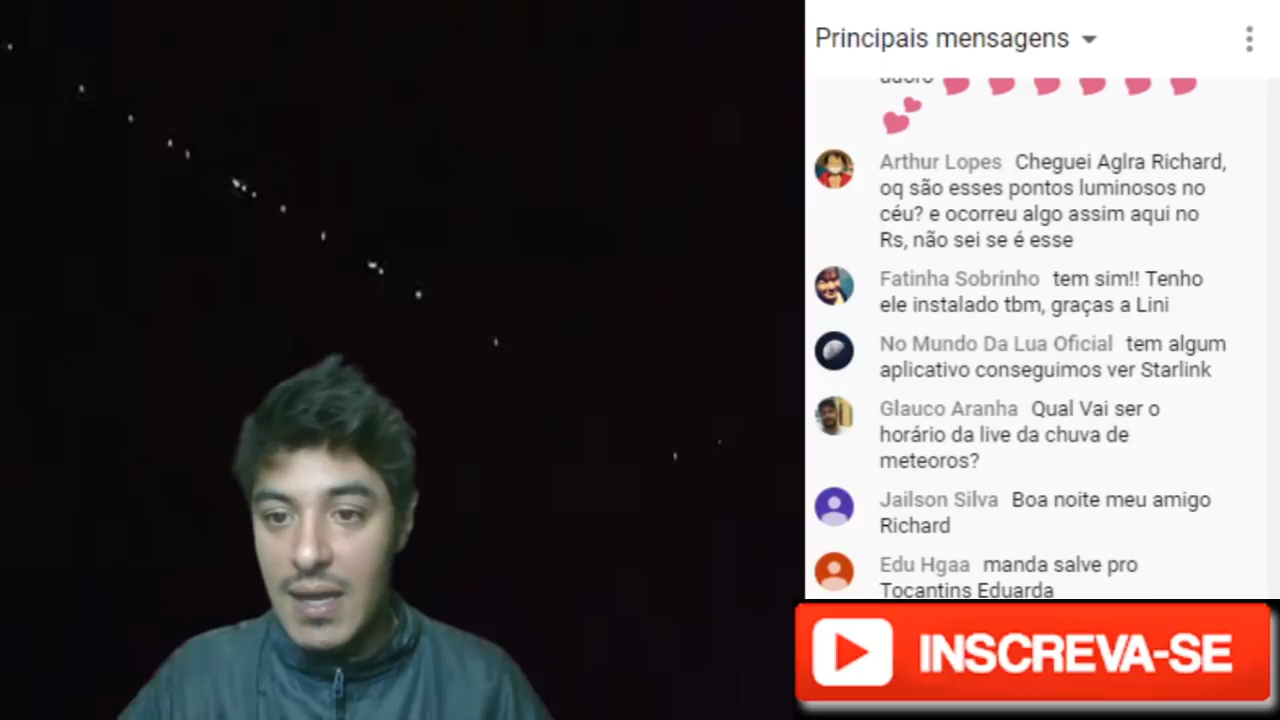 Principais mensagens
adoro
Arthur Lopes Cheguei Aglra Richard,
oq são esses pontos luminosos no
céu? e ocorreu algo assim aqui no
Rs, não sei se é esse
Fatinha Sobrinho tem sim!! Tenho
ele instalado tbm, graças a Lini
No Mundo Da Lua Oficial tem algum
aplicativo conseguimos ver Starlink
Glauco Aranha Qual Vai ser o
horário da live da chuva de
meteoros?
Jailson Silva Boa noite meu amigo
Richard
Edu Hgaa manda salve pro
Tocantins Eduarda
INSCREVA-SE